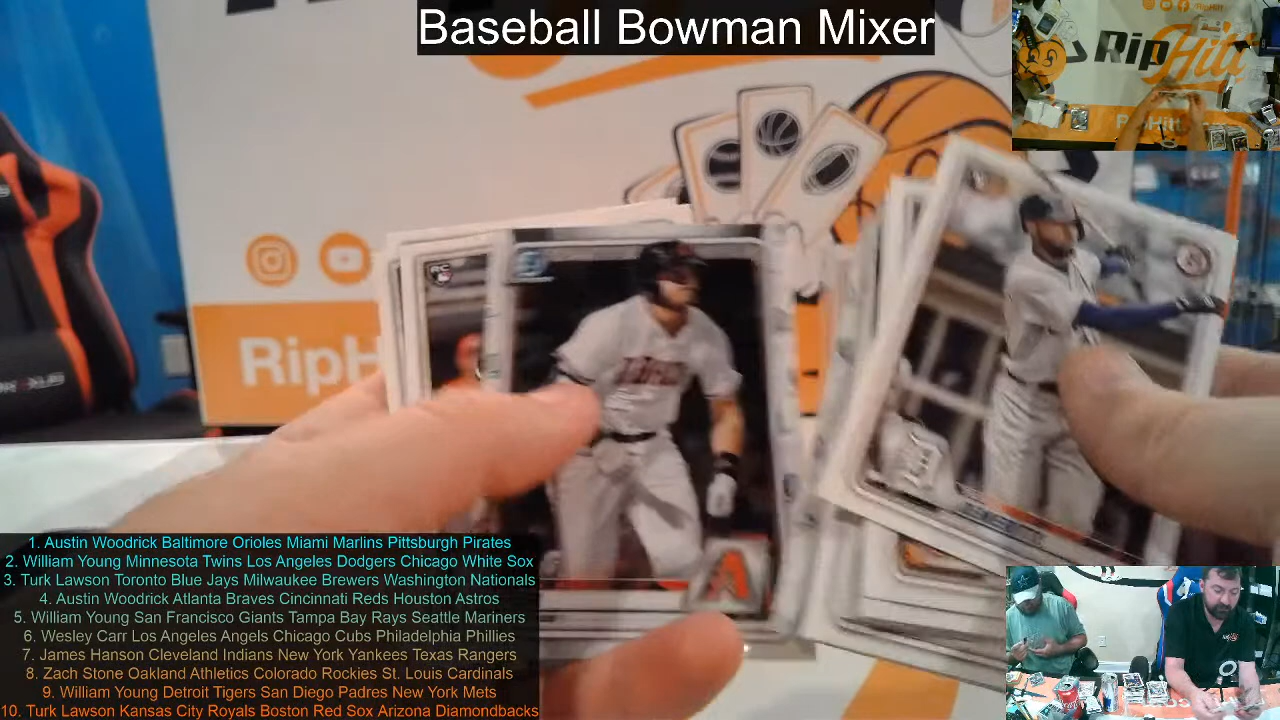 Baseball Bowman Mixer
RipHitt
RipHitt
RipH
RC
A
1. Austin Woodrick Baltimore Orioles Miami Marlins Pittsburgh Pirates
2. William Young Minnesota Twins Los Angeles Dodgers Chicago White Sox
3. Turk Lawson Toronto Blue Jays Milwaukee Brewers Washington Nationals
4. Austin Woodrick Atlanta Braves Cincinnati Reds Houston Astros
5. William Young San Francisco Giants Tampa Bay Rays Seattle Mariners
6. Wesley Carr Los Angeles Angels Chicago Cubs Philadelphia Phillies
7. James Hanson Cleveland Indians New York Yankees Texas Rangers
8. Zach Stone Oakland Athletics Colorado Rockies St. Louis Cardinals
9. William Young Detroit Tigers San Diego Padres New York Mets
10. Turk Lawson Kansas City Royals Boston Red Sox Arizona Diamondbacks